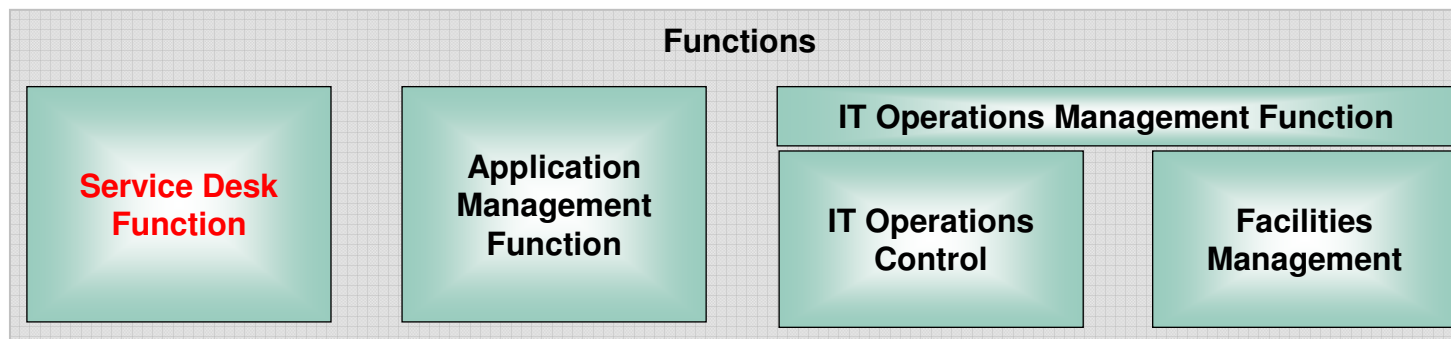 Functions
Service Desk
Function
Application
Management
Function
IT Operations Management Function
IT Operations
Control
Facilities
Management